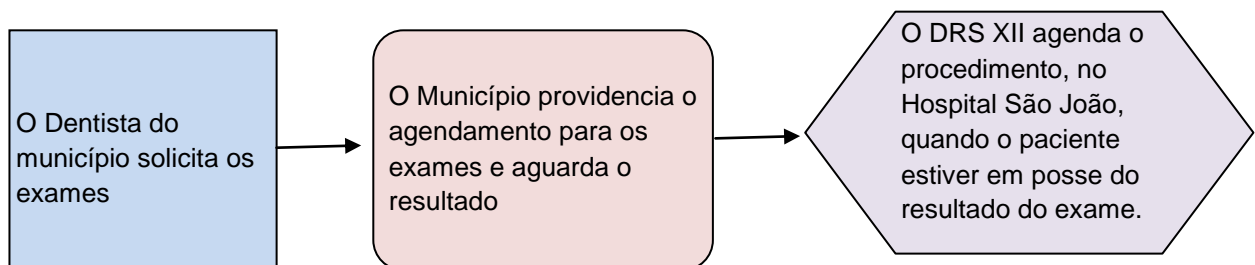 O Dentista do
município solicita os
exames
O Município providencia o
agendamento para os
exames e aguarda o
resultado
O DRS XII agenda o
procedimento, no
Hospital São João,
quando o paciente
estiver em posse do
resultado do exame.